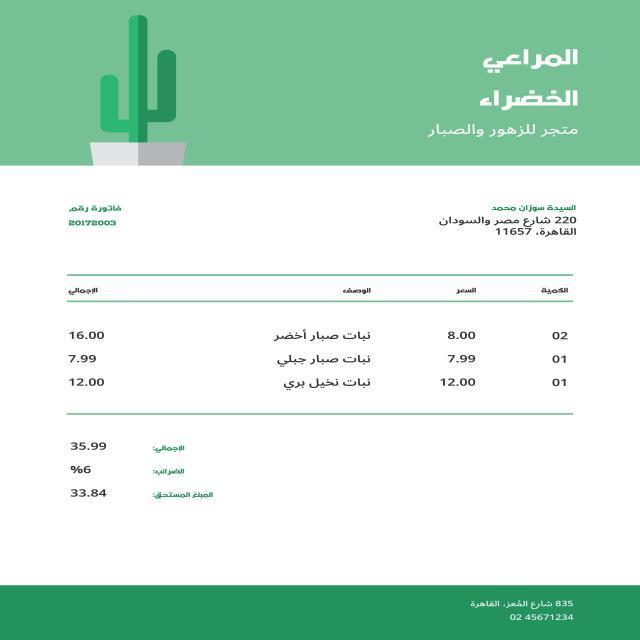 المراعي
الخضراء
متجر للزهور والصبار
السيدة سوزان محمد
220 شارع مصر والسودان
القاهرة، 11657
فاتورة رقم
20172003
الكمية السعر الوصف الإجمالي
02 8.00 نبات صبار أخضر 16.00
01 7.99 نبات صبار جبلي 7.99
01 12.00 نبات نخيل بري 12.00
الإجمالي: 35.99
الضرائب: %6
المبلغ المستحق: 33.84
835 شارع المُعز، القاهرة
02 45671234